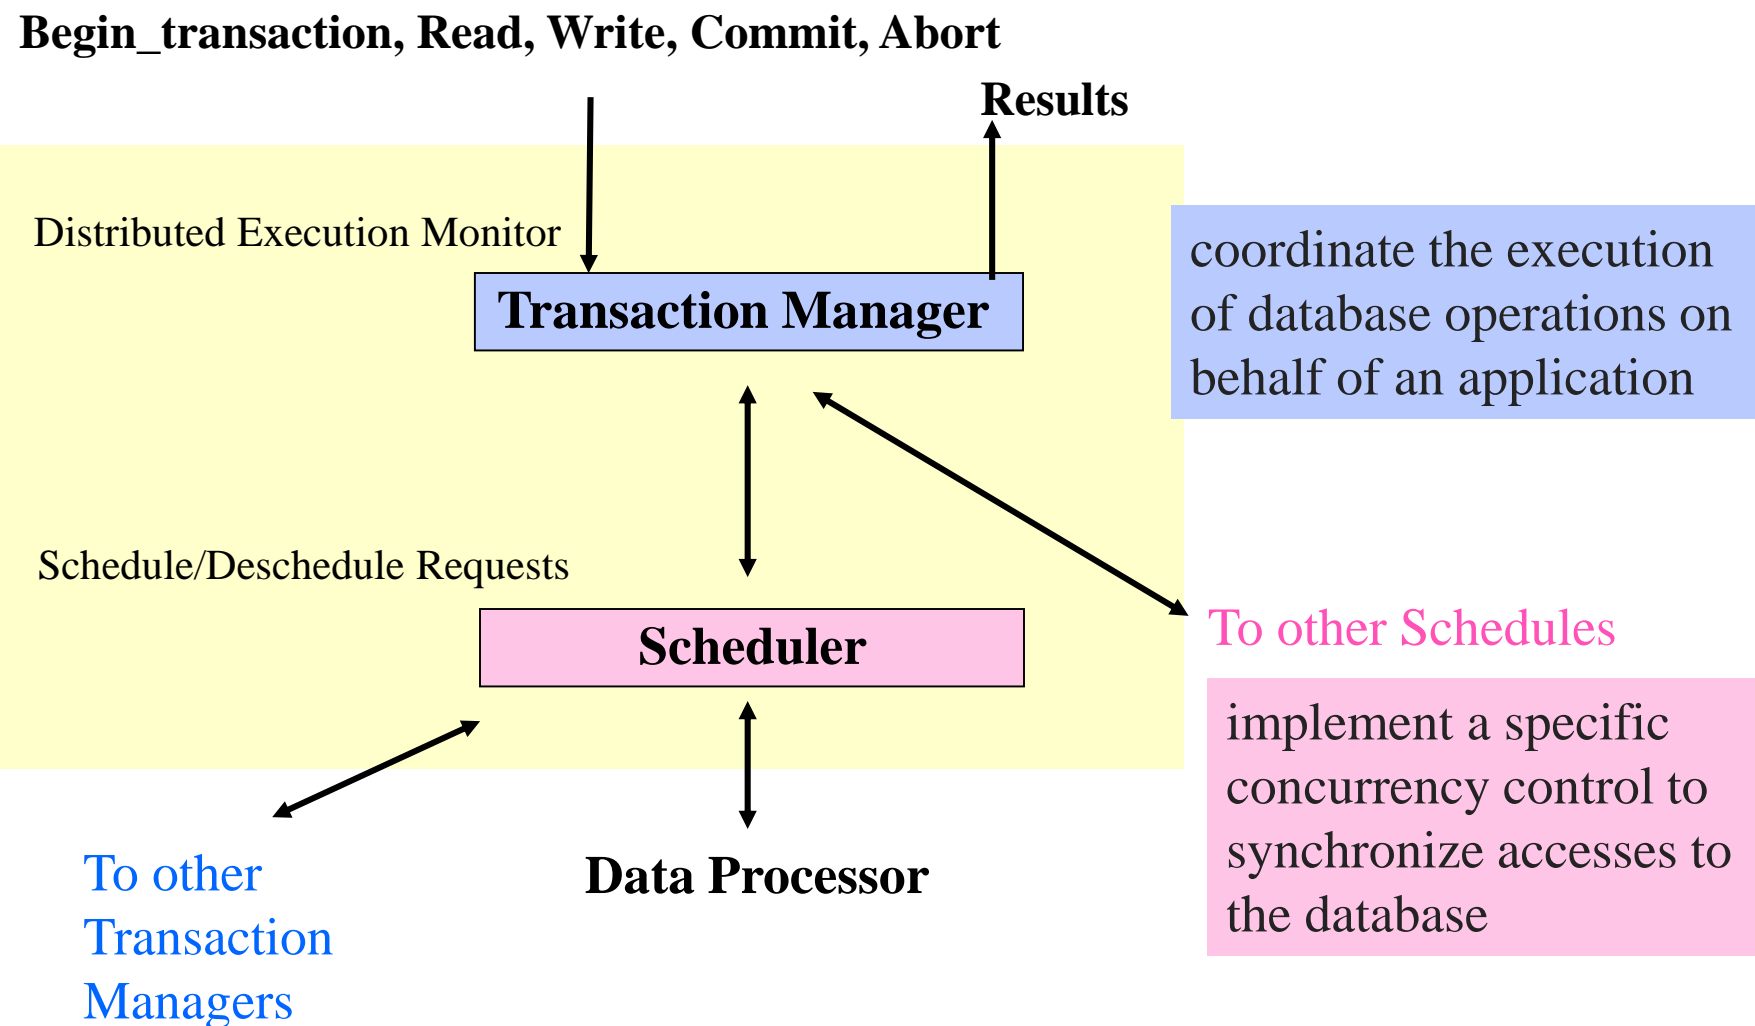 Begin_transaction, Read, Write, Commit, Abort
Results
Distributed Execution Monitor
Transaction Manager
coordinate the execution
of database operations on
behalf of an application
Schedule/Deschedule Requests
Scheduler
To other Schedules
implement a specific
concurrency control to
synchronize accesses to
the database
To other
Transaction
Managers
Data Processor